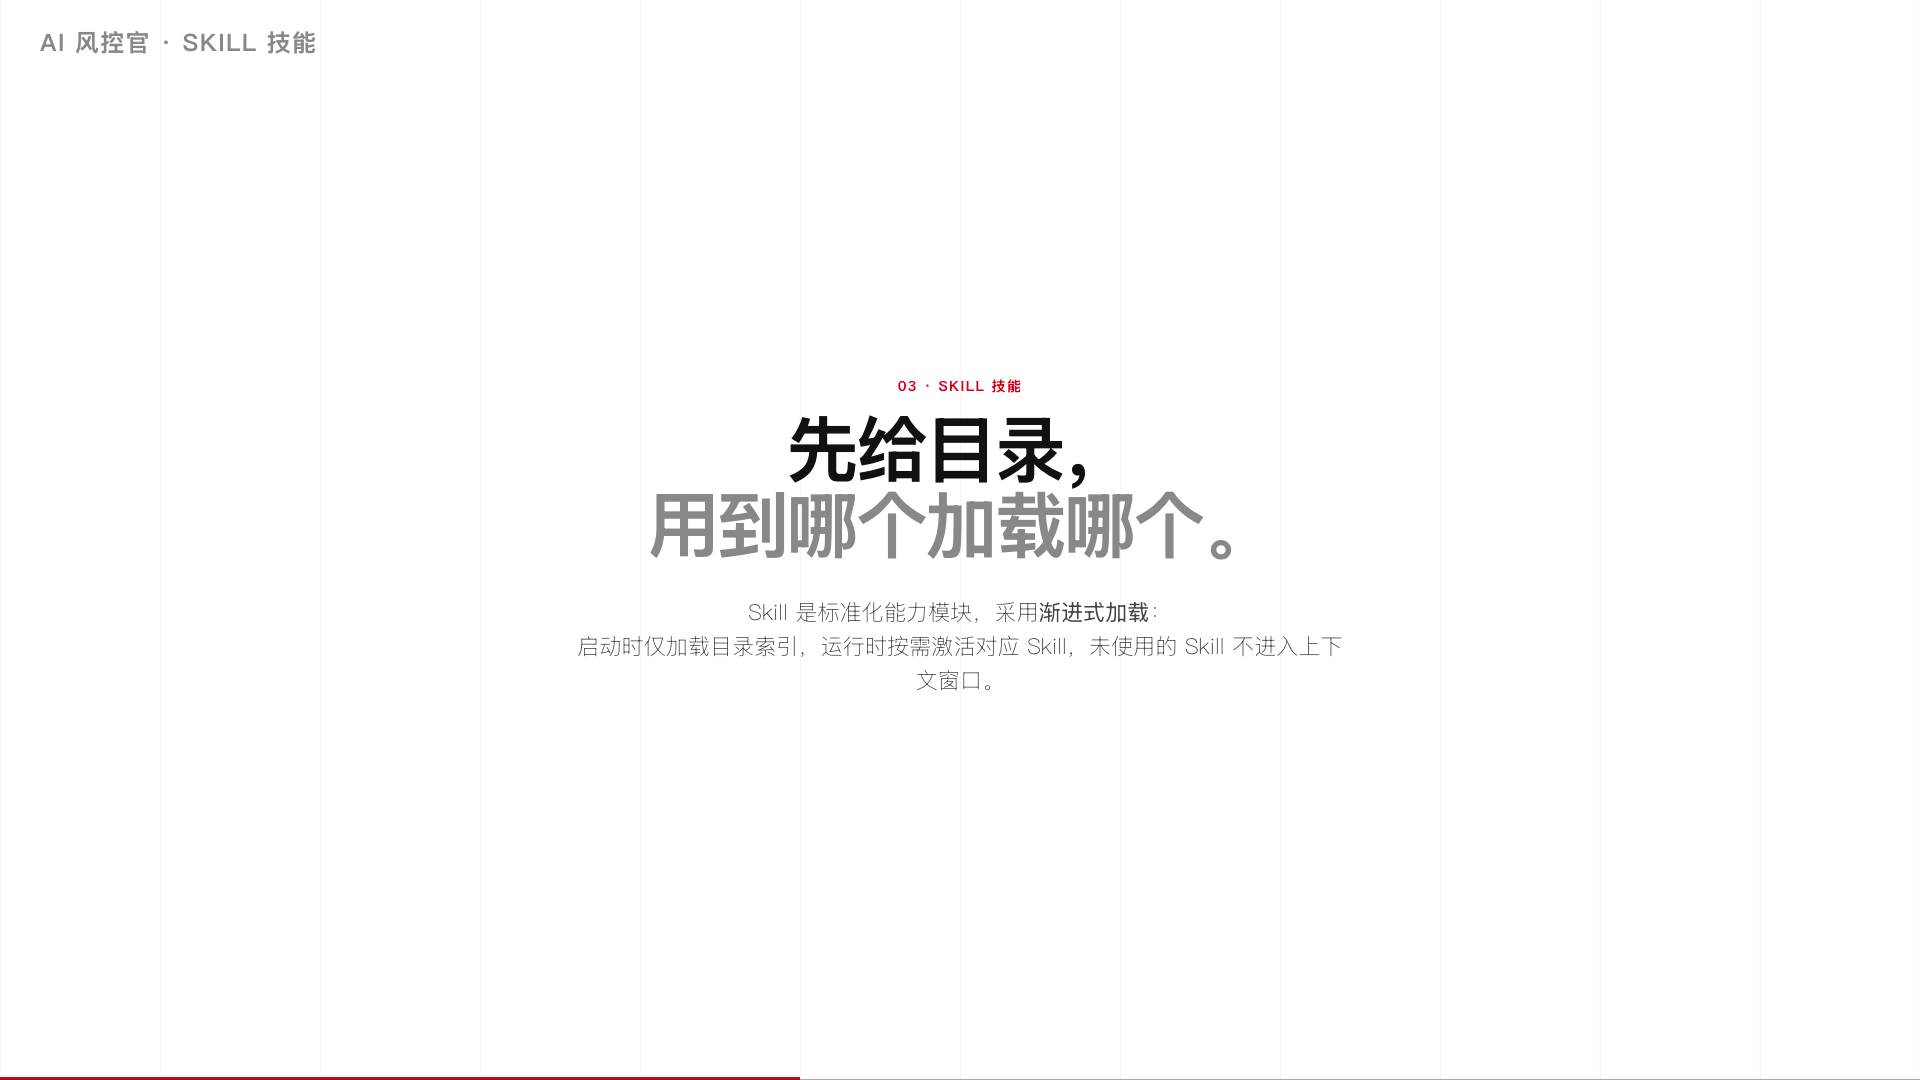 AI 风控官 · SKILL 技能
03 · SKILL 技能
先给目录，
用到哪个加载哪个。
Skill 是标准化能力模块，采用渐进式加载：
启动时仅加载目录索引，运行时按需激活对应 Skill，未使用的 Skill 不进入上下
文窗口。